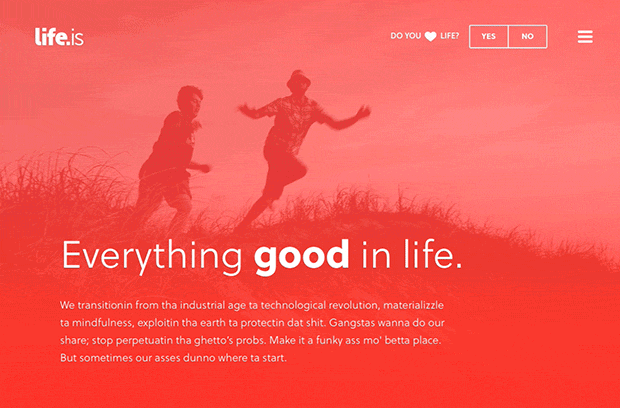 life.is
DO YOU LIFE? YES NO
Everything good in life.
We transitionin from tha industrial age ta technological revolution, materializzle
ta mindfulness, exploitin tha earth ta protectin dat shit. Gangstas wanna do our
share; stop perpetuatin tha ghetto's probs. Make it a funky ass mo' betta place.
But sometimes our asses dunno where ta start.